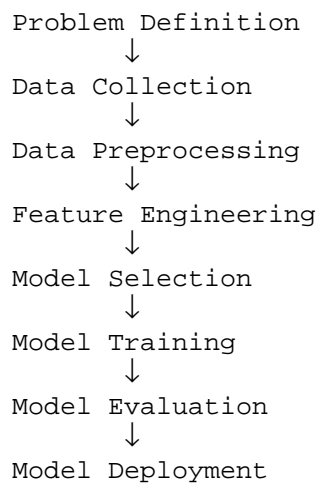 Problem Definition
↓
Data Collection
↓
Data Preprocessing
↓
Feature Engineering
↓
Model Selection
↓
Model Training
↓
Model Evaluation
↓
Model Deployment